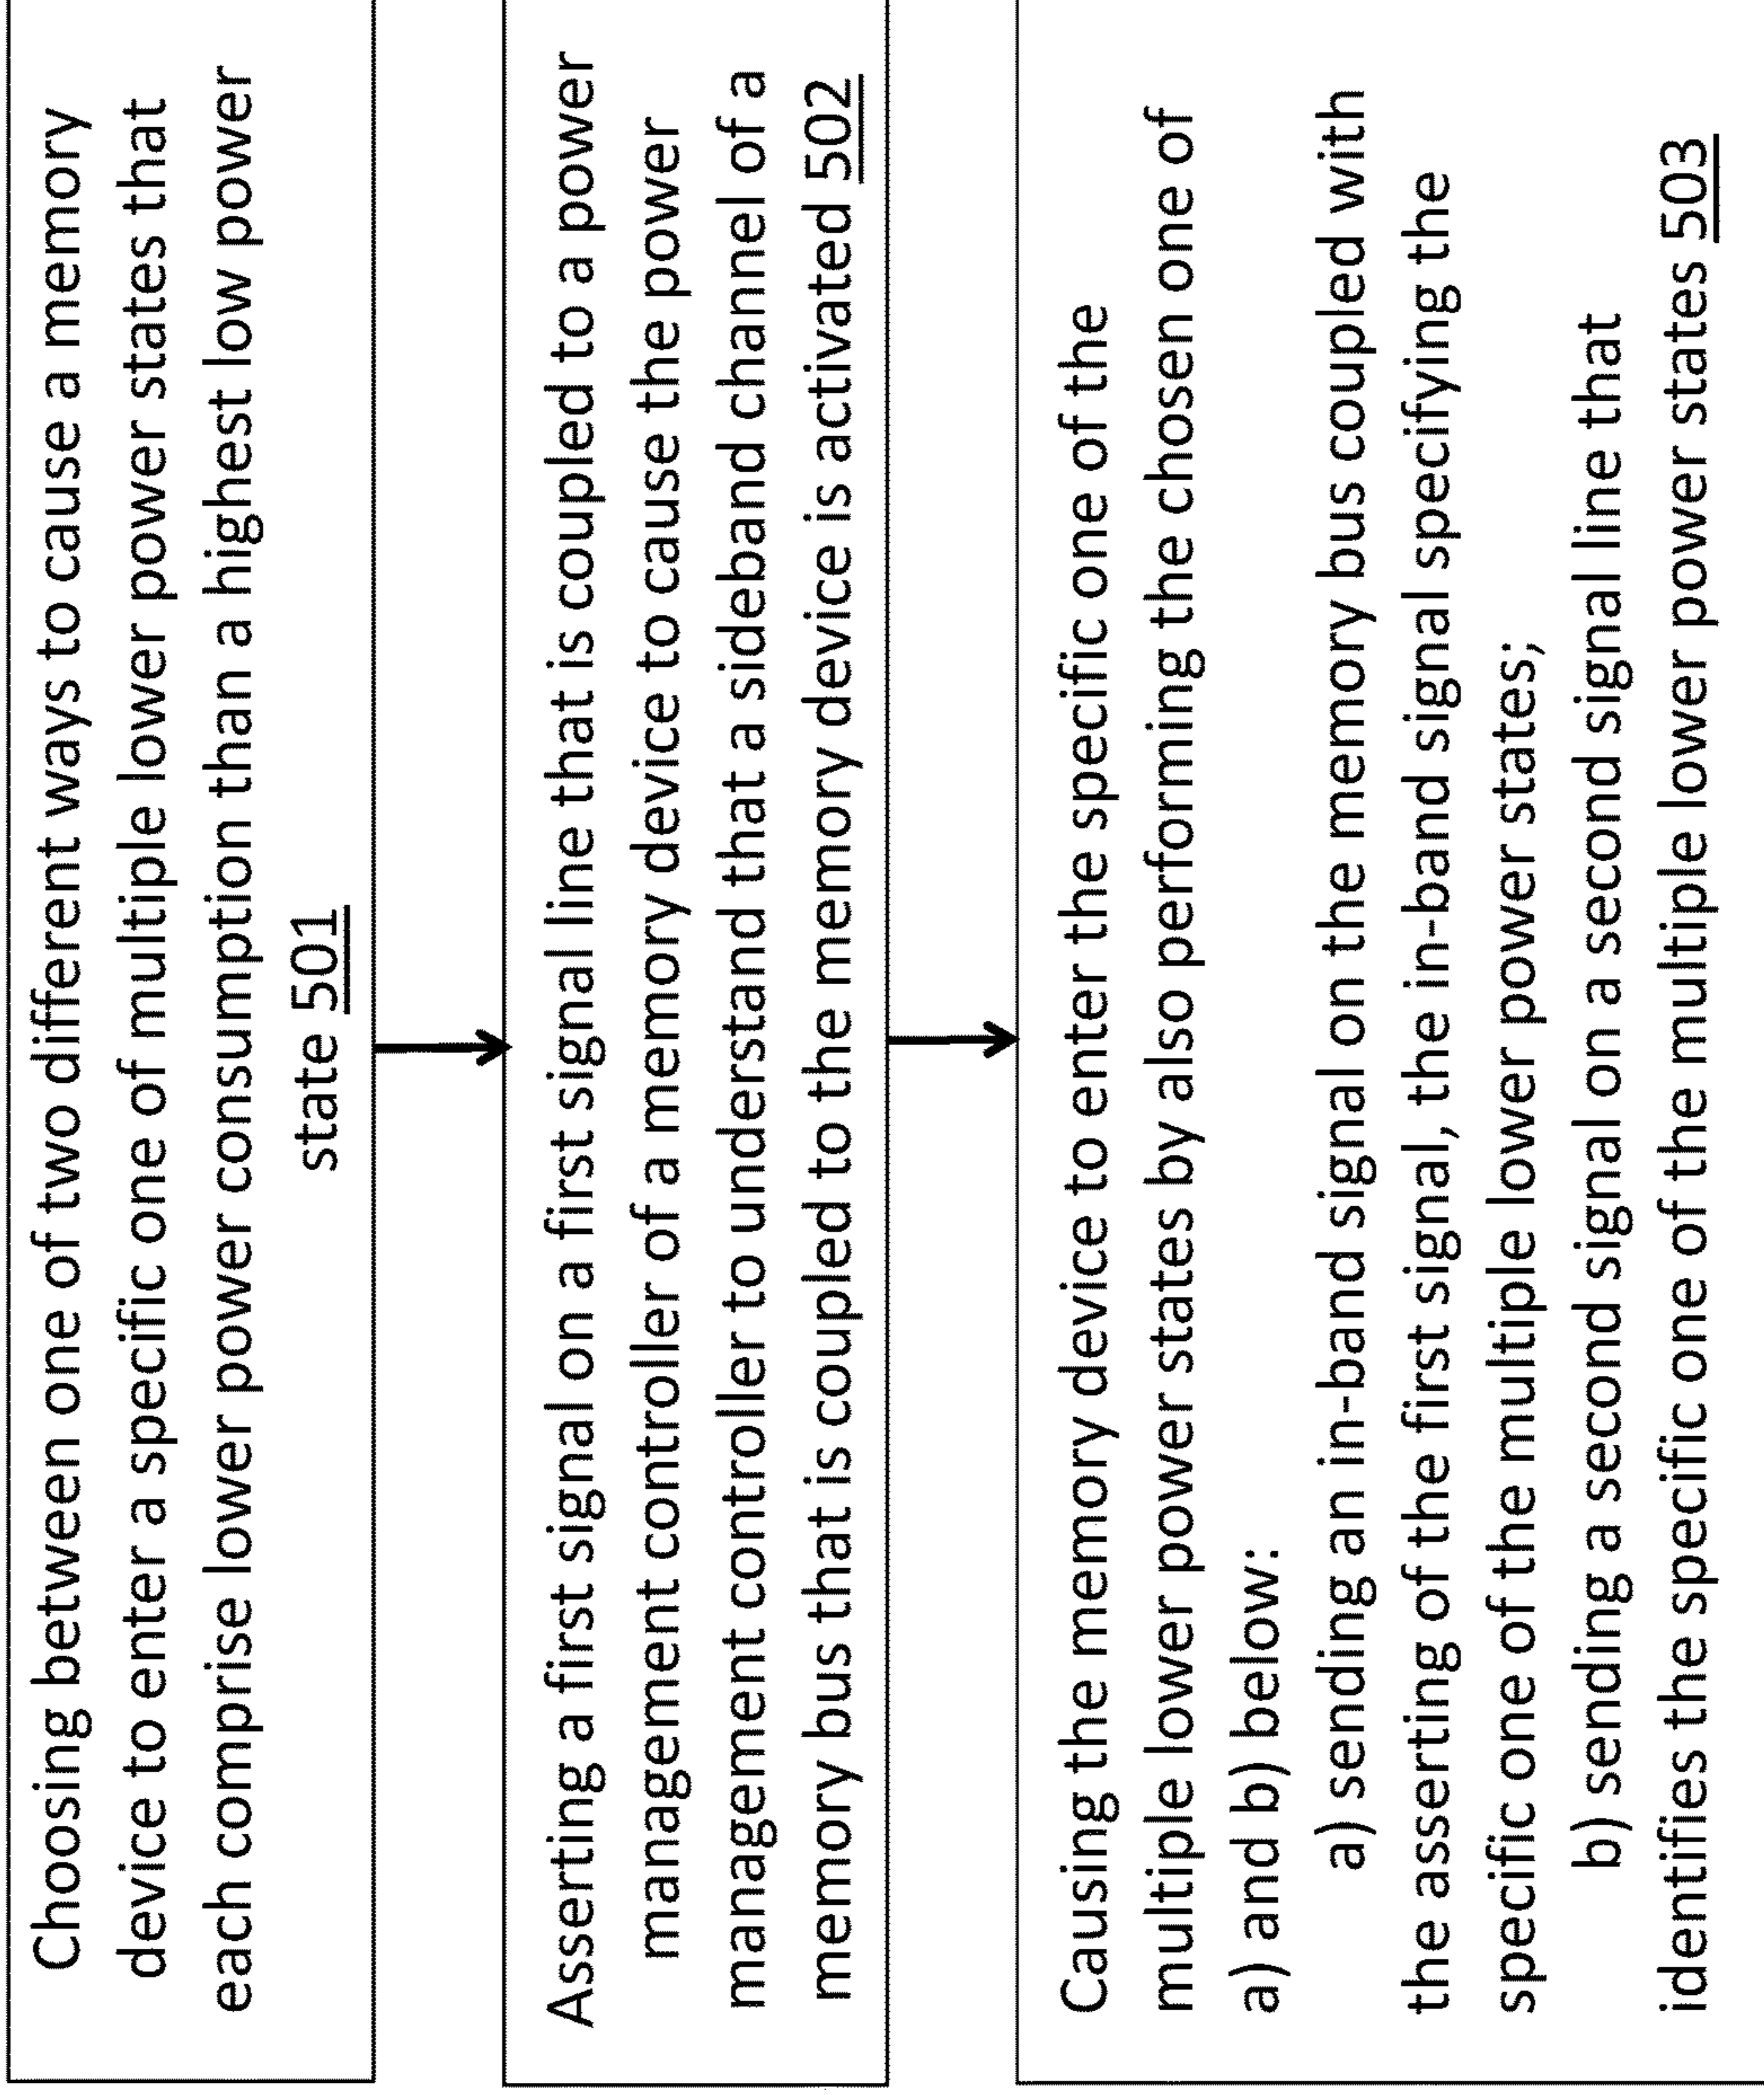 Choosing between one of two different ways to cause a memory
device to enter a specific one of multiple lower power states that
each comprise lower power consumption than a highest low power
state 501
Asserting a first signal on a first signal line that is coupled to a power
management controller of a memory device to cause the power
management controller to understand that a sideband channel of a
memory bus that is coupled to the memory device is activated 502
Causing the memory device to enter the specific one of the
multiple lower power states by also performing the chosen one of
a) and b) below:
a) sending an in-band signal on the memory bus coupled with
the asserting of the first signal, the in-band signal specifying the
specific one of the multiple lower power states;
b) sending a second signal on a second signal line that
identifies the specific one of the multiple lower power states 503